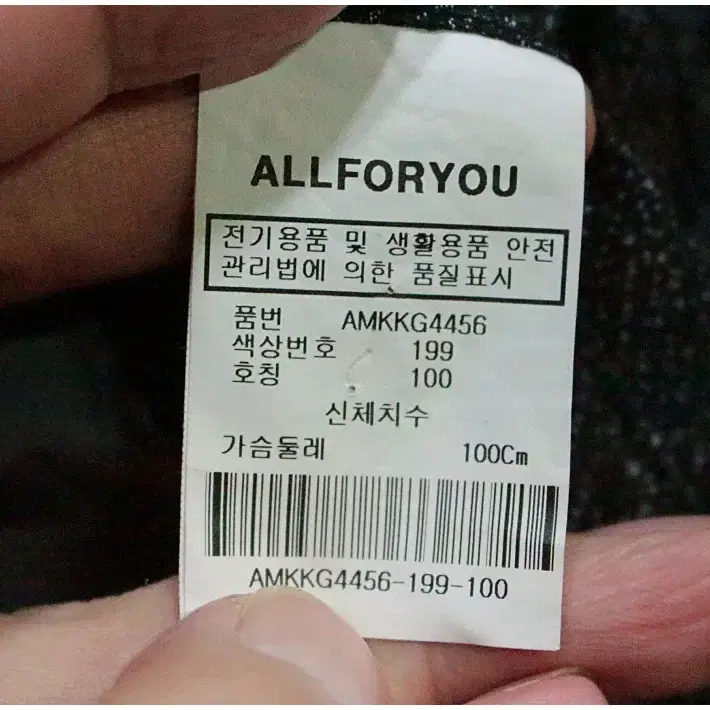 ALLFORYOU
전기용품 및 생활용품 안전
관리법에 의한 품질표시
품번 AMKKG4456
색상번호 199
호칭 100
신체치수
가슴둘레 100Cm
AMKKG4456-199-100